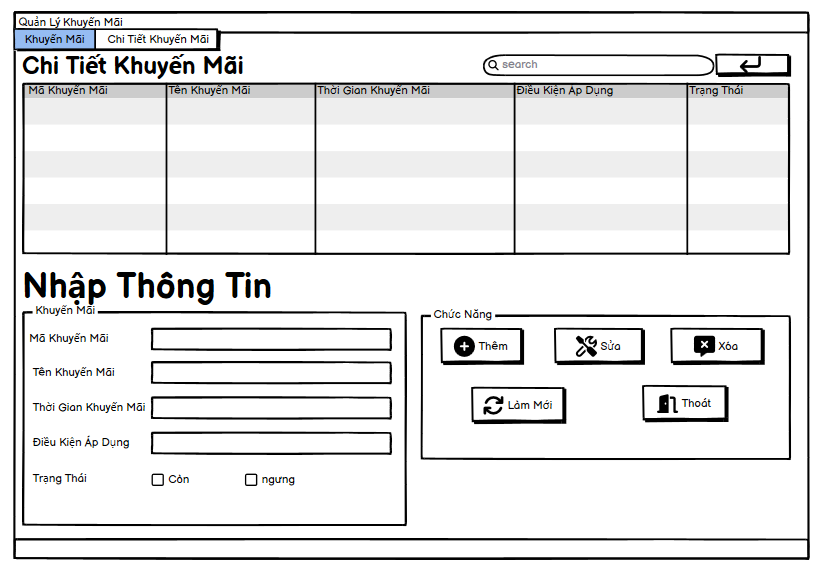 Quản Lý Khuyến Mãi
Khuyến Mãi Chi Tiết Khuyến Mãi
Chi Tiết Khuyến Mãi
search
Mã Khuyến Mãi Tên Khuyến Mãi Thời Gian Khuyến Mãi Điều Kiện Áp Dụng Trạng Thái
Nhập Thông Tin
Khuyến Mãi
Mã Khuyến Mãi
Tên Khuyến Mãi
Thời Gian Khuyến Mãi
Điều Kiện Áp Dụng
Trạng Thái Còn ngưng
Chức Năng
Thêm Sửa Xóa
Làm Mới Thoát